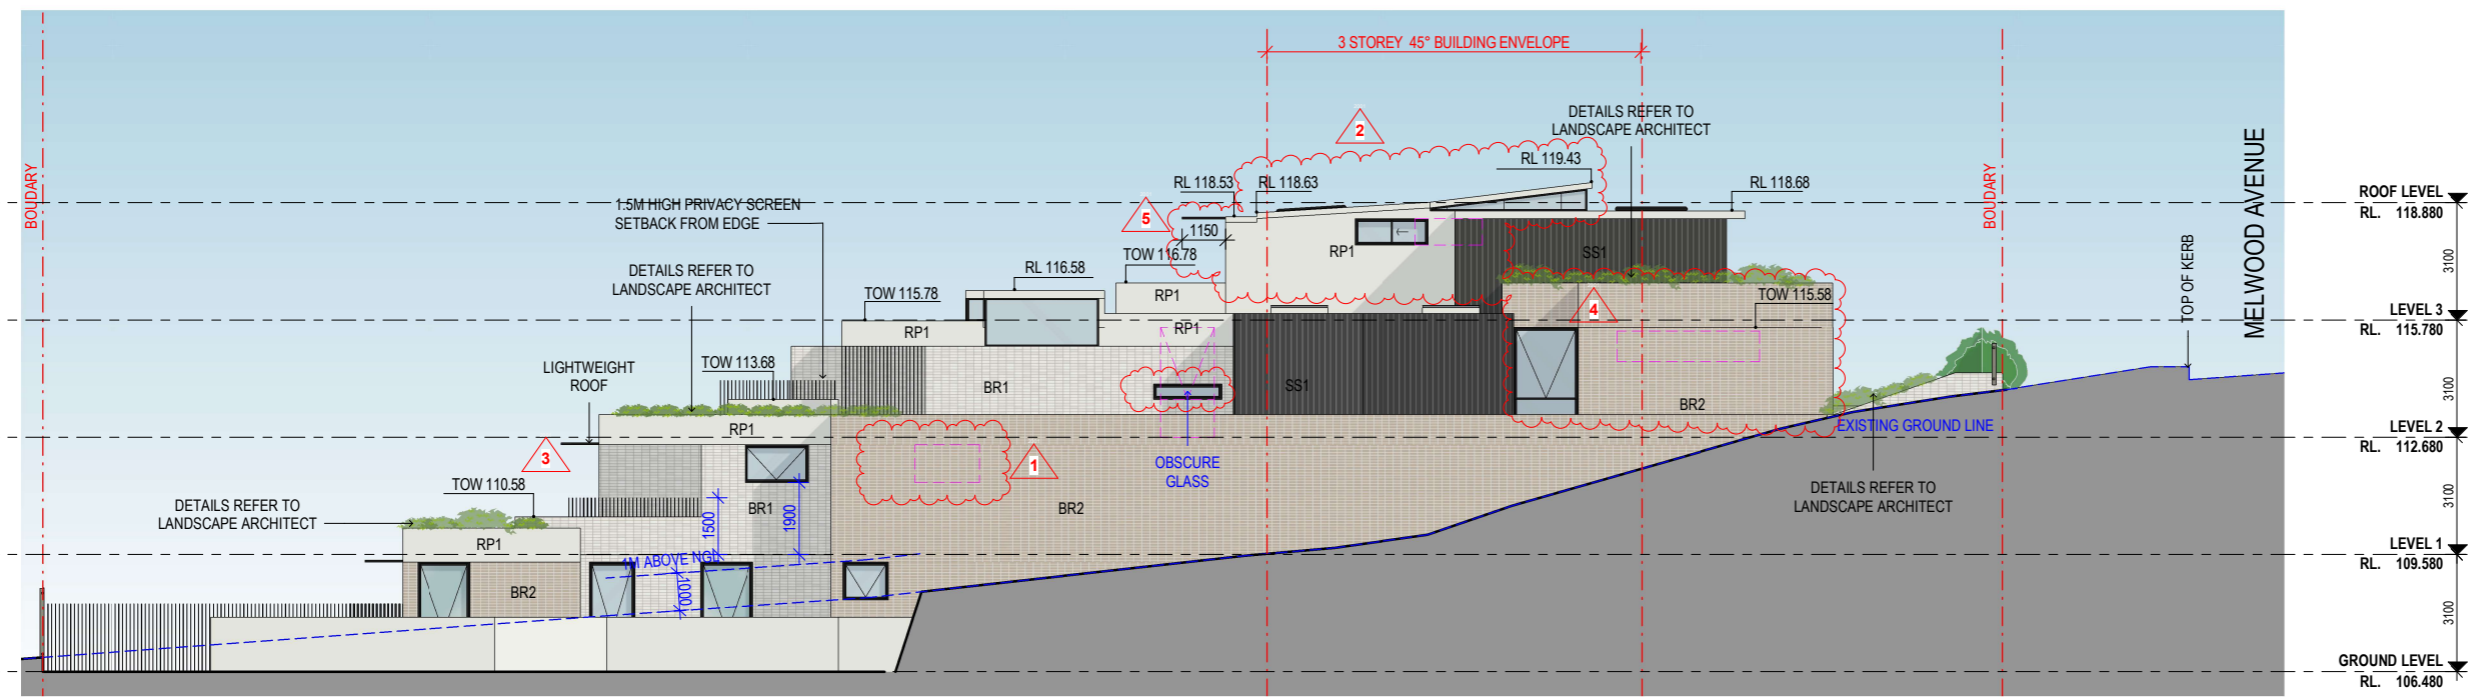 3 STOREY 45° BUILDING ENVELOPE
BOUDARY
2
DETAILS REFER TO
LANDSCAPE ARCHITECT
RL 119.43
RL 118.53
RL 118.63
RL 118.68
1.5M HIGH PRIVACY SCREEN
SETBACK FROM EDGE
5
1150
RP1
SS1
TOW 116.78
RL 116.58
DETAILS REFER TO
LANDSCAPE ARCHITECT
TOW 115.78
RP1
TOW 115.58
4
RP1
RP1
LIGHTWEIGHT
ROOF
TOW 113.68
BR1
SS1
BR2
RP1
EXISTING GROUND LINE
3
1
OBSCURE
GLASS
TOW 110.58
DETAILS REFER TO
LANDSCAPE ARCHITECT
1500
BR1
1900
BR2
DETAILS REFER TO
LANDSCAPE ARCHITECT
RP1
1M ABOVE NGL
1000
BR2
BOUDARY
TOP OF KERB
MELWOOD AVENUE
ROOF LEVEL
RL. 118.880
3100
LEVEL 3
RL. 115.780
3100
LEVEL 2
RL. 112.680
3100
LEVEL 1
RL. 109.580
3100
GROUND LEVEL
RL. 106.480